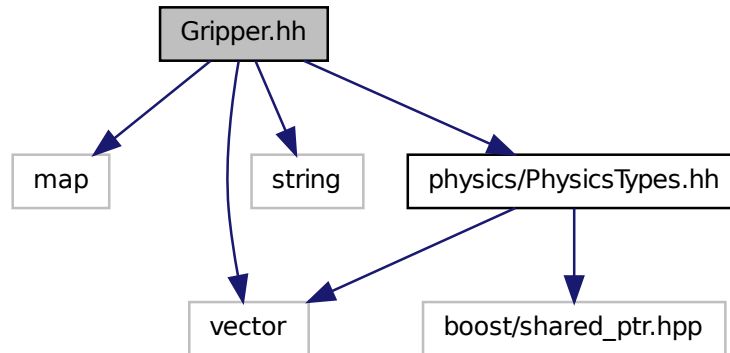 Gripper.hh
map
string
physics/PhysicsTypes.hh
vector
boost/shared_ptr.hpp